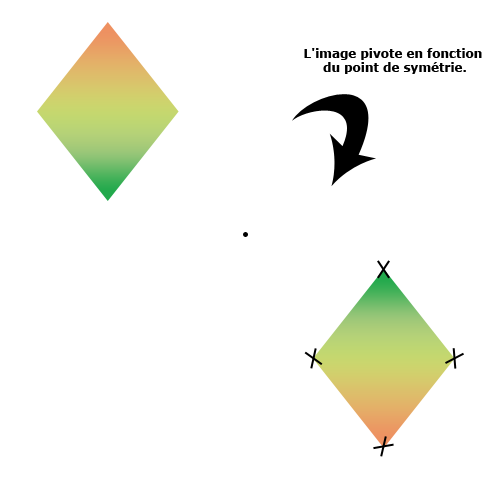 L'image pivote en fonction
du point de symétrie.